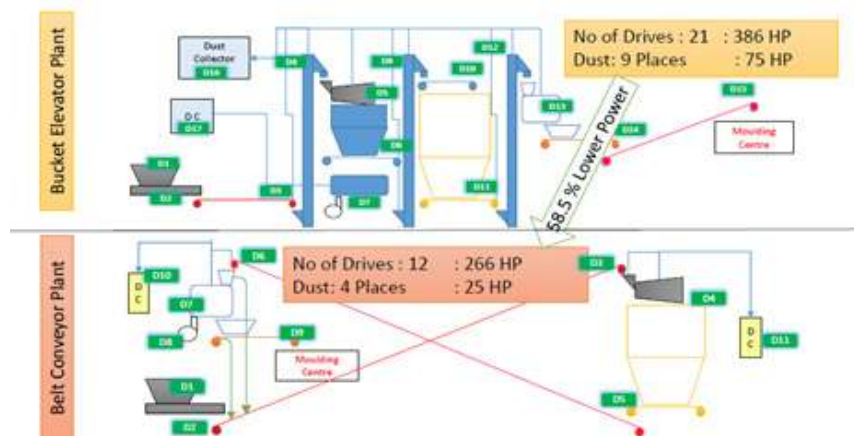 Bucket Elevator Plant
No of Drives : 21 : 386 HP
Dust: 9 Places : 75 HP
58.5 % Lower Power
Dust
Collector
D16
D C
D17
D1
D2
D3
D4
D5
D6
D7
D8
D10
D11
D12
D13
D14
D15
Moulding
Centre
Belt Conveyor Plant
No of Drives : 12 : 266 HP
Dust: 4 Places : 25 HP
D
C
D10
D6
D7
D8
D9
Moulding
Centre
D1
D2
D3
D4
D5
D
C
D11